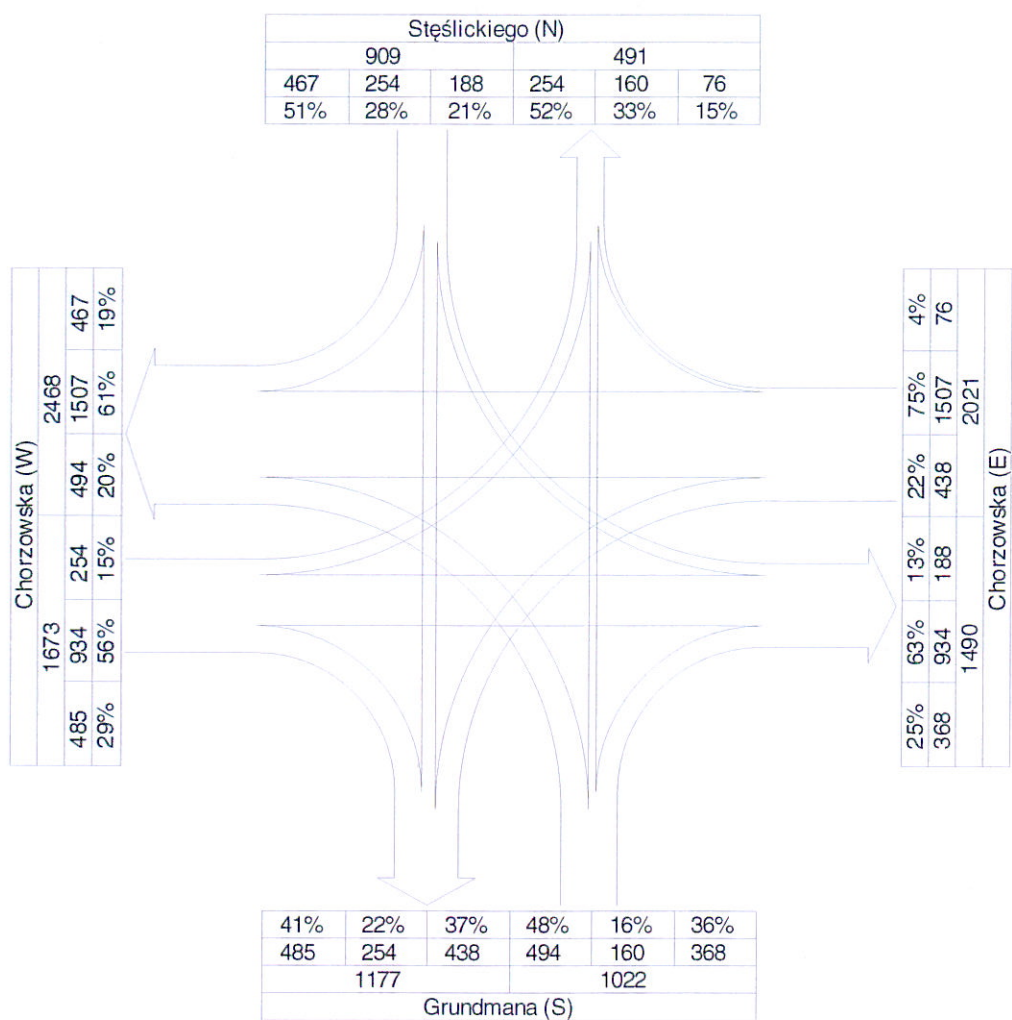 Stęślickiego (N)
909 491
467 254 188 254 160 76
51% 28% 21% 52% 33% 15%
Chorzowska (W)
2468 1673
467 1507 494 254 934 485
19% 61% 20% 15% 56% 29%
4% 75% 22% 13% 63% 25%
76 1507 438 188 934 368
2021 1490
Chorzowska (E)
41% 22% 37% 48% 16% 36%
485 254 438 494 160 368
1177 1022
Grundmana (S)